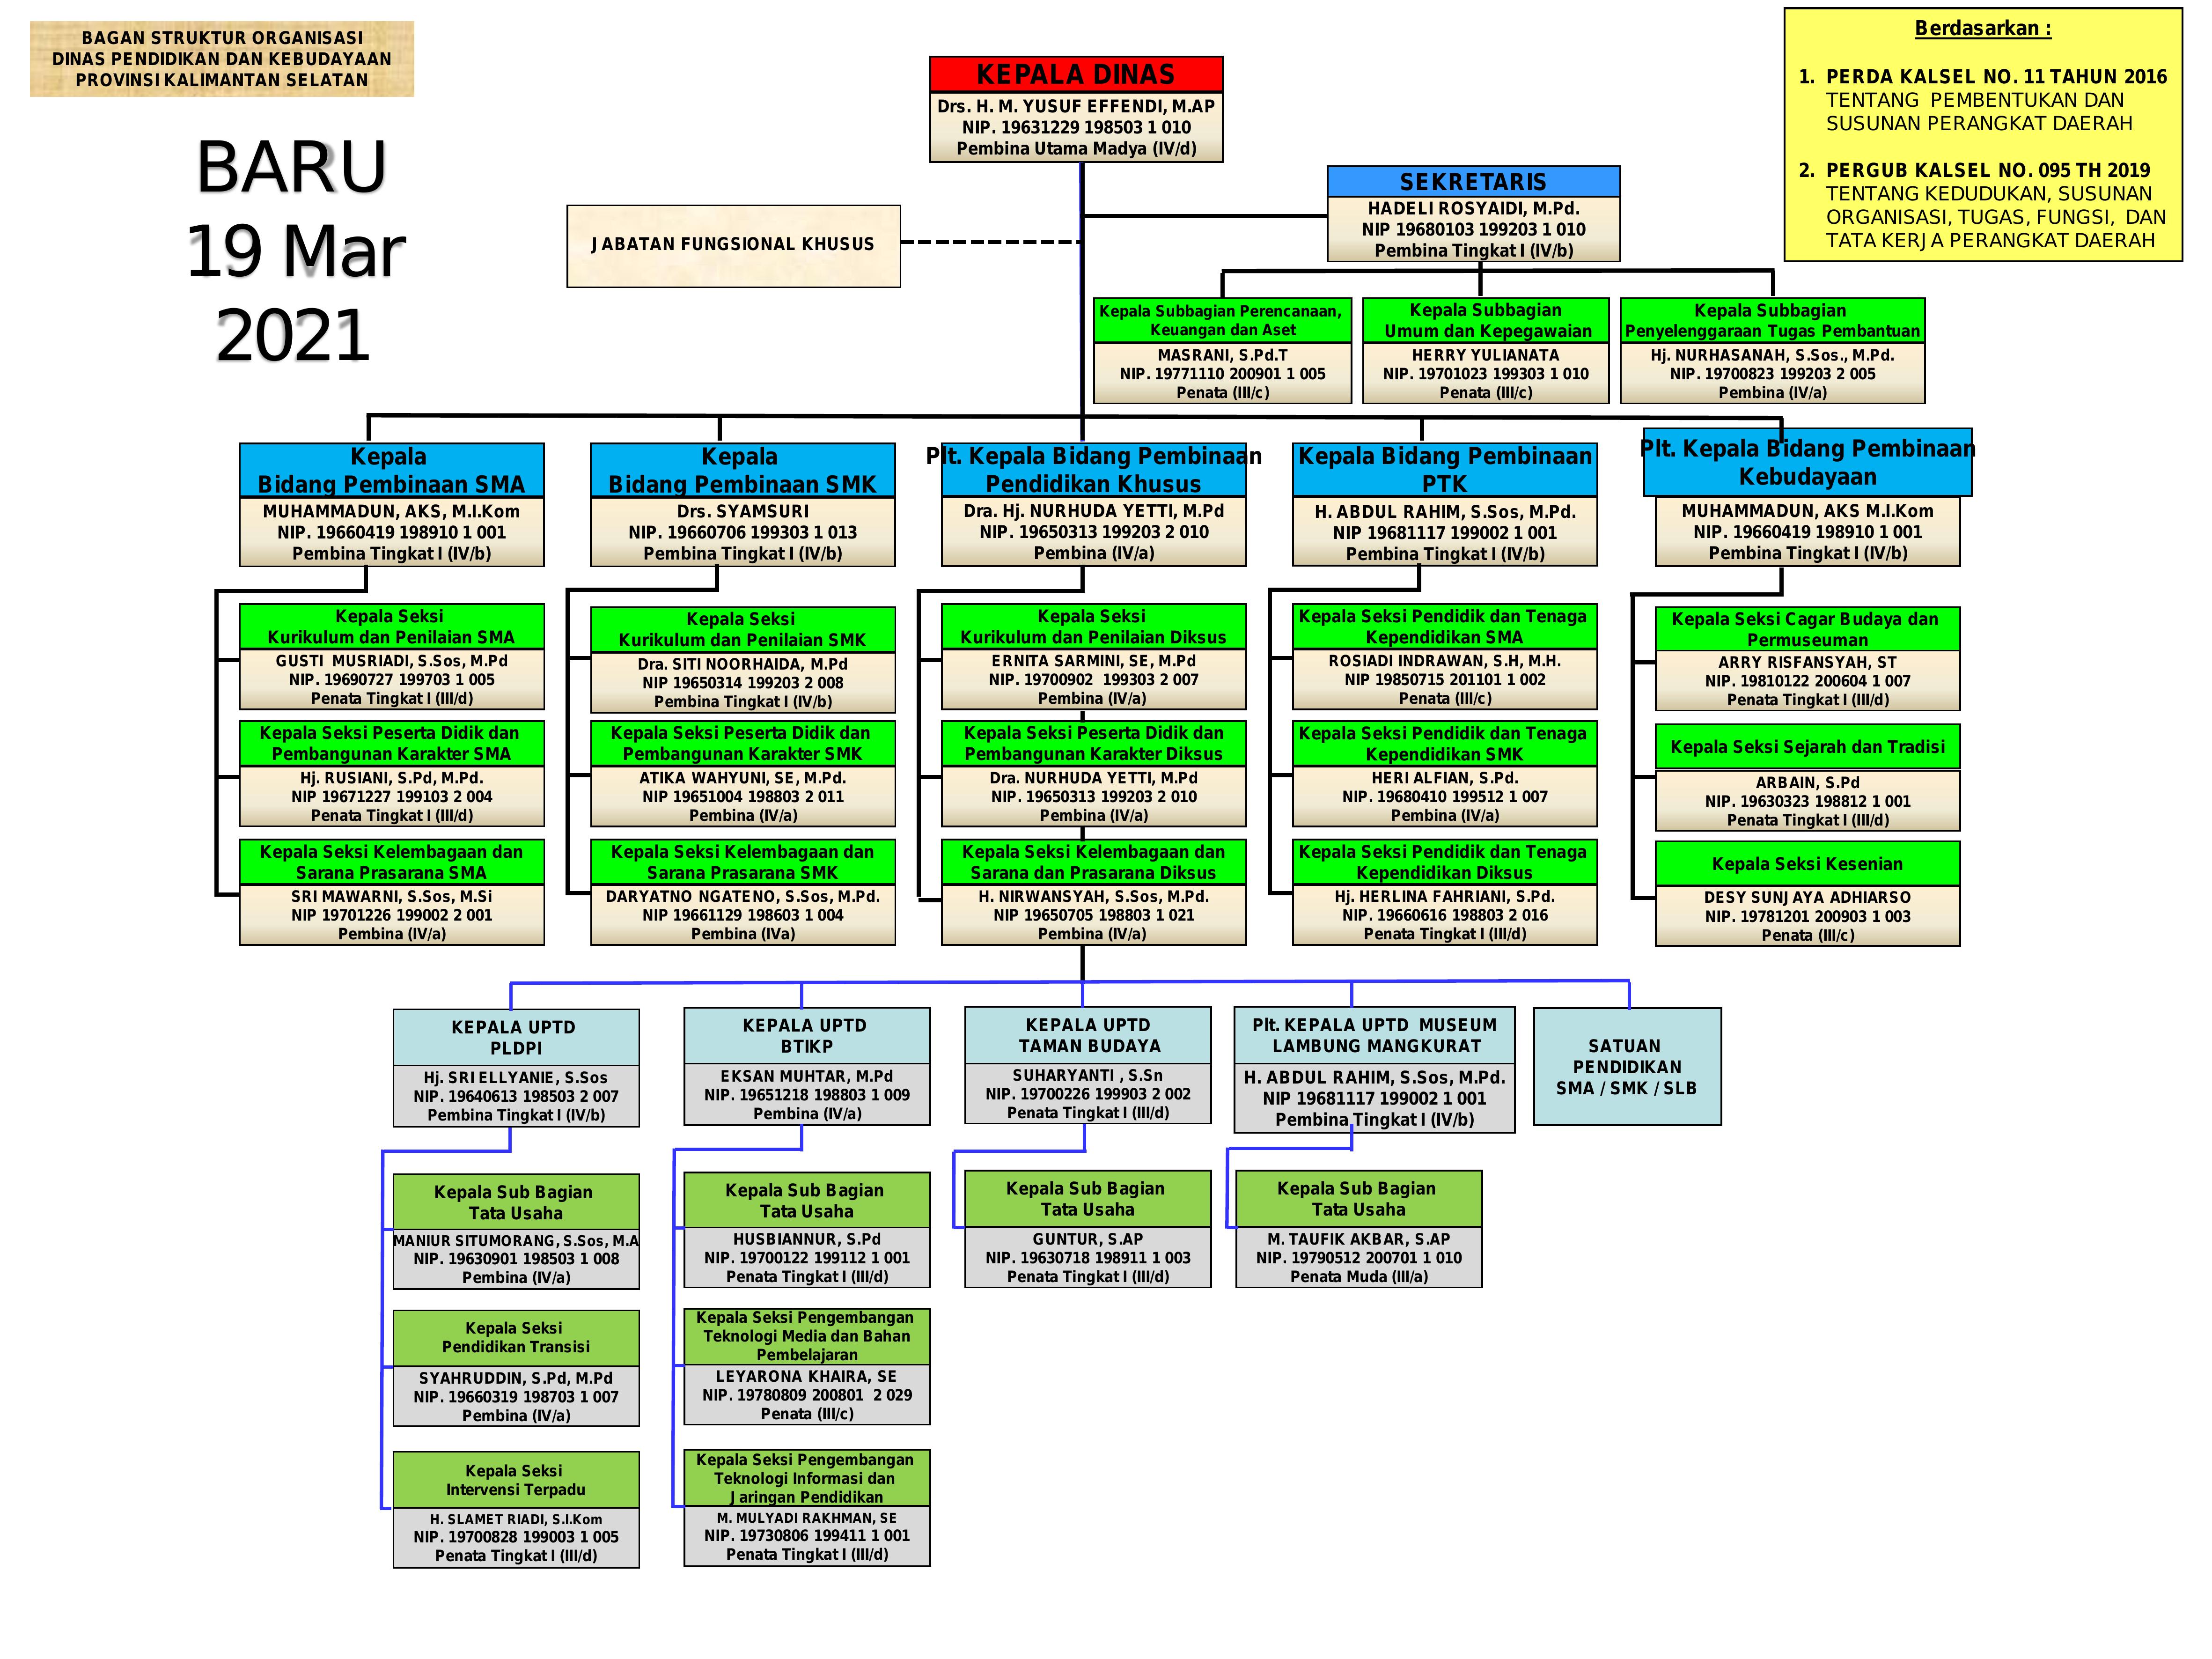 BAGAN STRUKTUR ORGANISASI
DINAS PENDIDIKAN DAN KEBUDAYAAN
PROVINSI KALIMANTAN SELATAN
BARU
19 Mar
2021
KEPALA DINAS
Drs. H. M. YUSUF EFFENDI, M.AP
NIP. 19631229 198503 1 010
Pembina Utama Madya (IV/d)
Berdasarkan :
1. PERDA KALSEL NO. 11 TAHUN 2016
TENTANG PEMBENTUKAN DAN
SUSUNAN PERANGKAT DAERAH
2. PERGUB KALSEL NO. 095 TH 2019
TENTANG KEDUDUKAN, SUSUNAN
ORGANISASI, TUGAS, FUNGSI, DAN
TATA KERJA PERANGKAT DAERAH
SEKRETARIS
HADELI ROSYAIDI, M.Pd.
NIP 19680103 199203 1 010
Pembina Tingkat I (IV/b)
JABATAN FUNGSIONAL KHUSUS
Kepala Subbagian Perencanaan,
Keuangan dan Aset
MASRANI, S.Pd.T
NIP. 19771110 200901 1 005
Penata (III/c)
Kepala Subbagian
Umum dan Kepegawaian
HERRY YULIANATA
NIP. 19701023 199303 1 010
Penata (III/c)
Kepala Subbagian
Penyelenggaraan Tugas Pembantuan
Hj. NURHASANAH, S.Sos., M.Pd.
NIP. 19700823 199203 2 005
Pembina (IV/a)
Kepala
Bidang Pembinaan SMA
MUHAMMADUN, AKS, M.I.Kom
NIP. 19660419 198910 1 001
Pembina Tingkat I (IV/b)
Kepala
Bidang Pembinaan SMK
Drs. SYAMSURI
NIP. 19660706 199303 1 013
Pembina Tingkat I (IV/b)
Plt. Kepala Bidang Pembinaan
Pendidikan Khusus
Dra. Hj. NURHUDA YETTI, M.Pd
NIP. 19650313 199203 2 010
Pembina (IV/a)
Kepala Bidang Pembinaan
PTK
H. ABDUL RAHIM, S.Sos, M.Pd.
NIP 19681117 199002 1 001
Pembina Tingkat I (IV/b)
Plt. Kepala Bidang Pembinaan
Kebudayaan
MUHAMMADUN, AKS M.I.Kom
NIP. 19660419 198910 1 001
Pembina Tingkat I (IV/b)
Kepala Seksi
Kurikulum dan Penilaian SMA
GUSTI MUSRIADI, S.Sos, M.Pd
NIP. 19690727 199703 1 005
Penata Tingkat I (III/d)
Kepala Seksi
Kurikulum dan Penilaian SMK
Dra. SITI NOORHAIDA, M.Pd
NIP 19650314 199203 2 008
Pembina Tingkat I (IV/b)
Kepala Seksi
Kurikulum dan Penilaian Diksus
ERNITA SARMINI, SE, M.Pd
NIP. 19700902 199303 2 007
Pembina (IV/a)
Kepala Seksi Pendidik dan Tenaga
Kependidikan SMA
ROSIADI INDRAWAN, S.H, M.H.
NIP 19850715 201101 1 002
Penata (III/c)
Kepala Seksi Cagar Budaya dan
Permuseuman
ARRY RISFANSYAH, ST
NIP. 19810122 200604 1 007
Penata Tingkat I (III/d)
Kepala Seksi Peserta Didik dan
Pembangunan Karakter SMA
Hj. RUSIANI, S.Pd, M.Pd.
NIP 19671227 199103 2 004
Penata Tingkat I (III/d)
Kepala Seksi Peserta Didik dan
Pembangunan Karakter SMK
ATIKA WAHYUNI, SE, M.Pd.
NIP 19651004 198803 2 011
Pembina (IV/a)
Kepala Seksi Peserta Didik dan
Pembangunan Karakter Diksus
Dra. NURHUDA YETTI, M.Pd
NIP. 19650313 199203 2 010
Pembina (IV/a)
Kepala Seksi Pendidik dan Tenaga
Kependidikan SMK
HERI ALFIAN, S.Pd.
NIP. 19680410 199512 1 007
Pembina (IV/a)
Kepala Seksi Sejarah dan Tradisi
ARBAIN, S.Pd
NIP. 19630323 198812 1 001
Penata Tingkat I (III/d)
Kepala Seksi Kelembagaan dan
Sarana Prasarana SMA
SRI MAWARNI, S.Sos, M.Si
NIP 19701226 199002 2 001
Pembina (IV/a)
Kepala Seksi Kelembagaan dan
Sarana Prasarana SMK
DARYATNO NGATENO, S.Sos, M.Pd.
NIP 19661129 198603 1 004
Pembina (IVa)
Kepala Seksi Kelembagaan dan
Sarana dan Prasarana Diksus
H. NIRWANSYAH, S.Sos, M.Pd.
NIP 19650705 198803 1 021
Pembina (IV/a)
Kepala Seksi Pendidik dan Tenaga
Kependidikan Diksus
Hj. HERLINA FAHRIANI, S.Pd.
NIP. 19660616 198803 2 016
Penata Tingkat I (III/d)
Kepala Seksi Kesenian
DESY SUNJAYA ADHIARSO
NIP. 19781201 200903 1 003
Penata (III/c)
KEPALA UPTD
PLDPI
Hj. SRI ELLYANIE, S.Sos
NIP. 19640613 198503 2 007
Pembina Tingkat I (IV/b)
KEPALA UPTD
BTIKP
EKSAN MUHTAR, M.Pd
NIP. 19651218 198803 1 009
Pembina (IV/a)
KEPALA UPTD
TAMAN BUDAYA
SUHARYANTI , S.Sn
NIP. 19700226 199903 2 002
Penata Tingkat I (III/d)
Plt. KEPALA UPTD MUSEUM
LAMBUNG MANGKURAT
H. ABDUL RAHIM, S.Sos, M.Pd.
NIP 19681117 199002 1 001
Pembina Tingkat I (IV/b)
SATUAN
PENDIDIKAN
SMA / SMK / SLB
Kepala Sub Bagian
Tata Usaha
MANIUR SITUMORANG, S.Sos, M.A
NIP. 19630901 198503 1 008
Pembina (IV/a)
Kepala Sub Bagian
Tata Usaha
HUSBIANNUR, S.Pd
NIP. 19700122 199112 1 001
Penata Tingkat I (III/d)
Kepala Sub Bagian
Tata Usaha
GUNTUR, S.AP
NIP. 19630718 198911 1 003
Penata Tingkat I (III/d)
Kepala Sub Bagian
Tata Usaha
M. TAUFIK AKBAR, S.AP
NIP. 19790512 200701 1 010
Penata Muda (III/a)
Kepala Seksi
Pendidikan Transisi
SYAHRUDDIN, S.Pd, M.Pd
NIP. 19660319 198703 1 007
Pembina (IV/a)
Kepala Seksi Pengembangan
Teknologi Media dan Bahan
Pembelajaran
LEYARONA KHAIRA, SE
NIP. 19780809 200801 2 029
Penata (III/c)
Kepala Seksi
Intervensi Terpadu
H. SLAMET RIADI, S.I.Kom
NIP. 19700828 199003 1 005
Penata Tingkat I (III/d)
Kepala Seksi Pengembangan
Teknologi Informasi dan
Jaringan Pendidikan
M. MULYADI RAKHMAN, SE
NIP. 19730806 199411 1 001
Penata Tingkat I (III/d)